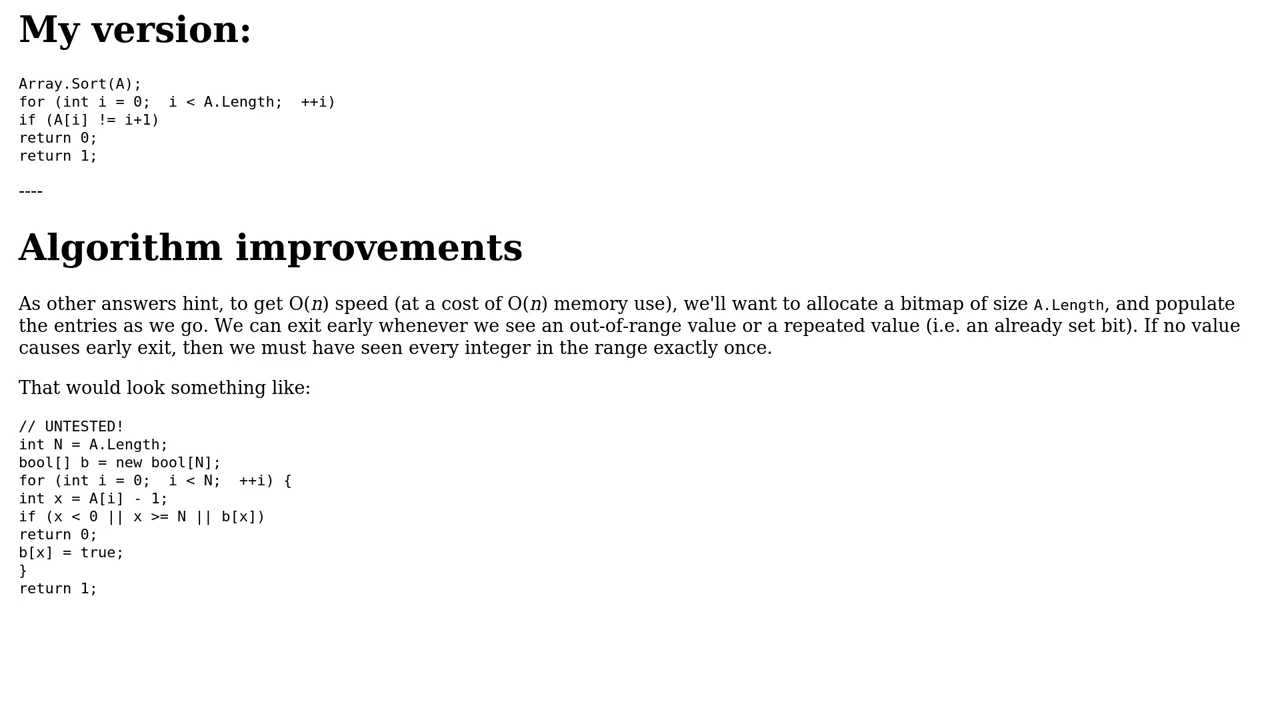 My version:
Array.Sort(A);
for (int i = 0;  i < A.Length;  ++i)
if (A[i] != i+1)
return 0;
return 1;
----
Algorithm improvements
As other answers hint, to get O(n) speed (at a cost of O(n) memory use), we'll want to allocate a bitmap of size A.Length, and populate
the entries as we go. We can exit early whenever we see an out-of-range value or a repeated value (i.e. an already set bit). If no value
causes early exit, then we must have seen every integer in the range exactly once.
That would look something like:
// UNTESTED!
int N = A.Length;
bool[] b = new bool[N];
for (int i = 0;  i < N;  ++i) {
int x = A[i] - 1;
if (x < 0 || x >= N || b[x])
return 0;
b[x] = true;
}
return 1;